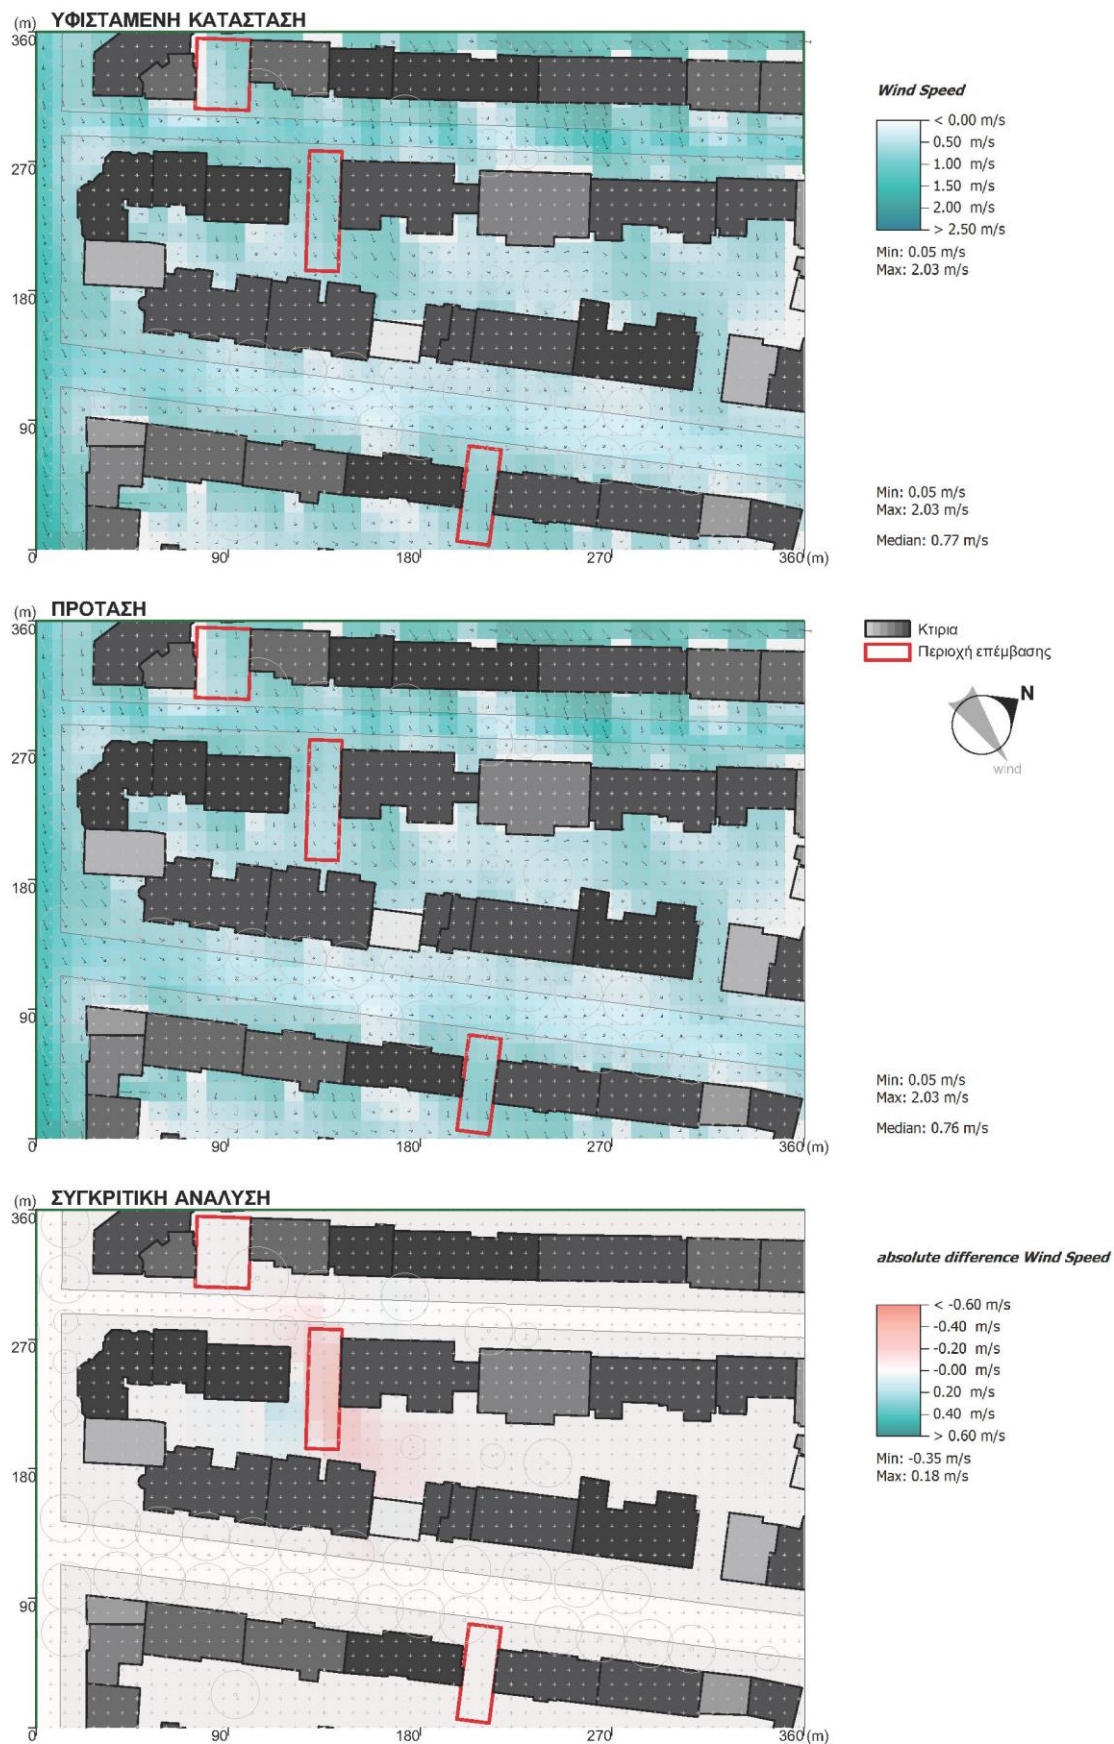 (m) ΥΦΙΣΤΑΜΕΝΗ ΚΑΤΑΣΤΑΣΗ
360
270
180
90
0
90
180
270
360 (m)
Wind Speed
< 0.00 m/s
0.50 m/s
1.00 m/s
1.50 m/s
2.00 m/s
> 2.50 m/s
Min: 0.05 m/s
Max: 2.03 m/s
Min: 0.05 m/s
Max: 2.03 m/s
Median: 0.77 m/s
(m) ΠΡΟΤΑΣΗ
360
270
180
90
0
90
180
270
360 (m)
Κτιρια
Περιοχή επέμβασης
N
wind
Min: 0.05 m/s
Max: 2.03 m/s
Median: 0.76 m/s
(m) ΣΥΓΚΡΙΤΙΚΗ ΑΝΑΛΥΣΗ
360
270
180
90
0
90
180
270
360 (m)
absolute difference Wind Speed
< -0.60 m/s
-0.40 m/s
-0.20 m/s
-0.00 m/s
0.20 m/s
0.40 m/s
> 0.60 m/s
Min: -0.35 m/s
Max: 0.18 m/s